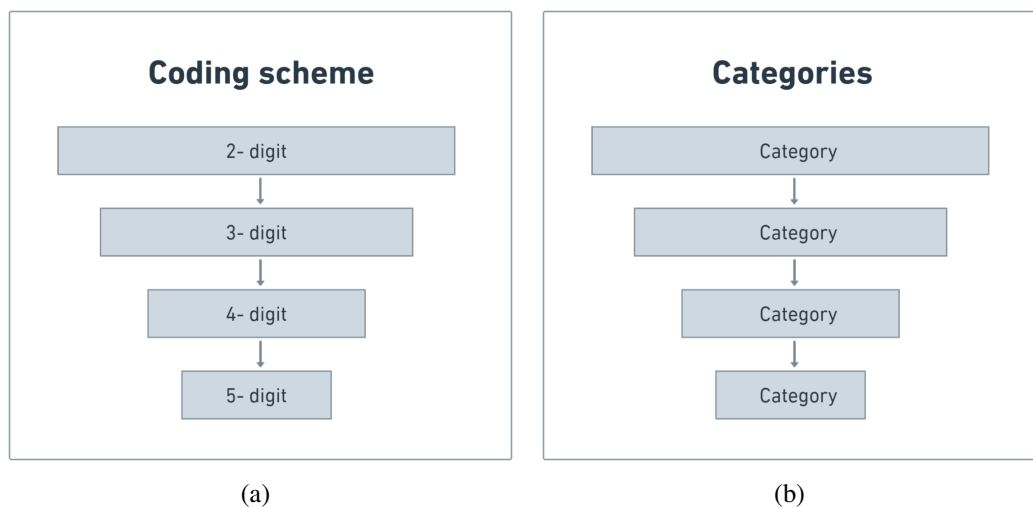 Coding scheme
2- digit
3- digit
4- digit
5- digit
(a)
Categories
Category
Category
Category
Category
(b)